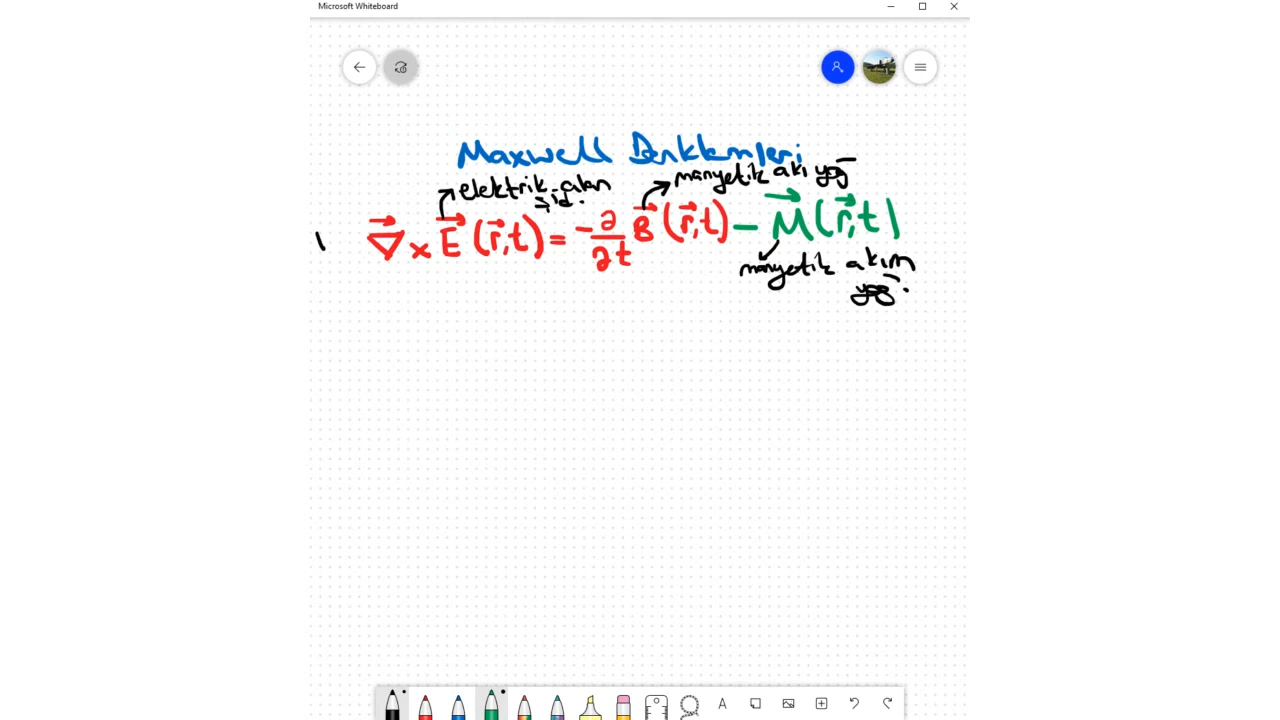 Microsoft Whiteboard
Maxwell Denklemleri
elektrik alan şid.
manyetik akı yoğ
∇⃗ × E⃗ (r⃗,t) = -∂/∂t B⃗ (r⃗,t) - M⃗ (r⃗,t)
manyetik akım
yoğ.
A